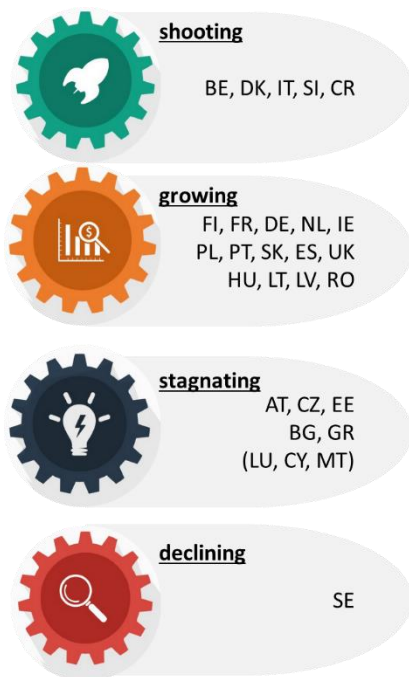 shooting
BE, DK, IT, SI, CR
growing
FI, FR, DE, NL, IE
PL, PT, SK, ES, UK
HU, LT, LV, RO
stagnating
AT, CZ, EE
BG, GR
(LU, CY, MT)
declining
SE